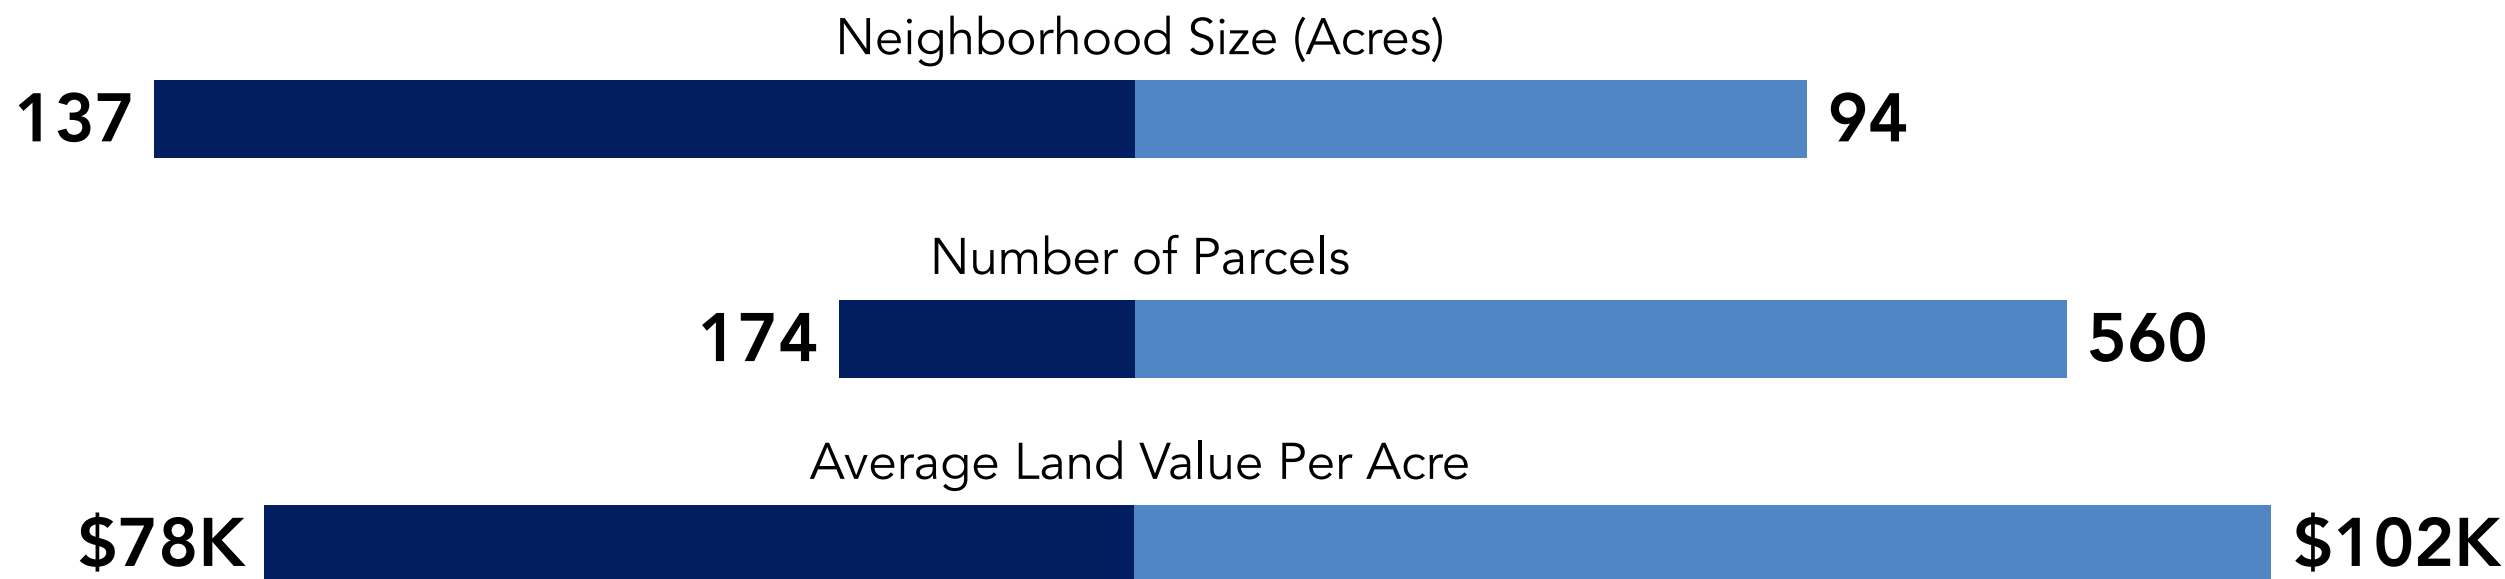 Neighborhood Size (Acres)
137 94
Number of Parcels
174 560
Average Land Value Per Acre
$78K $102K